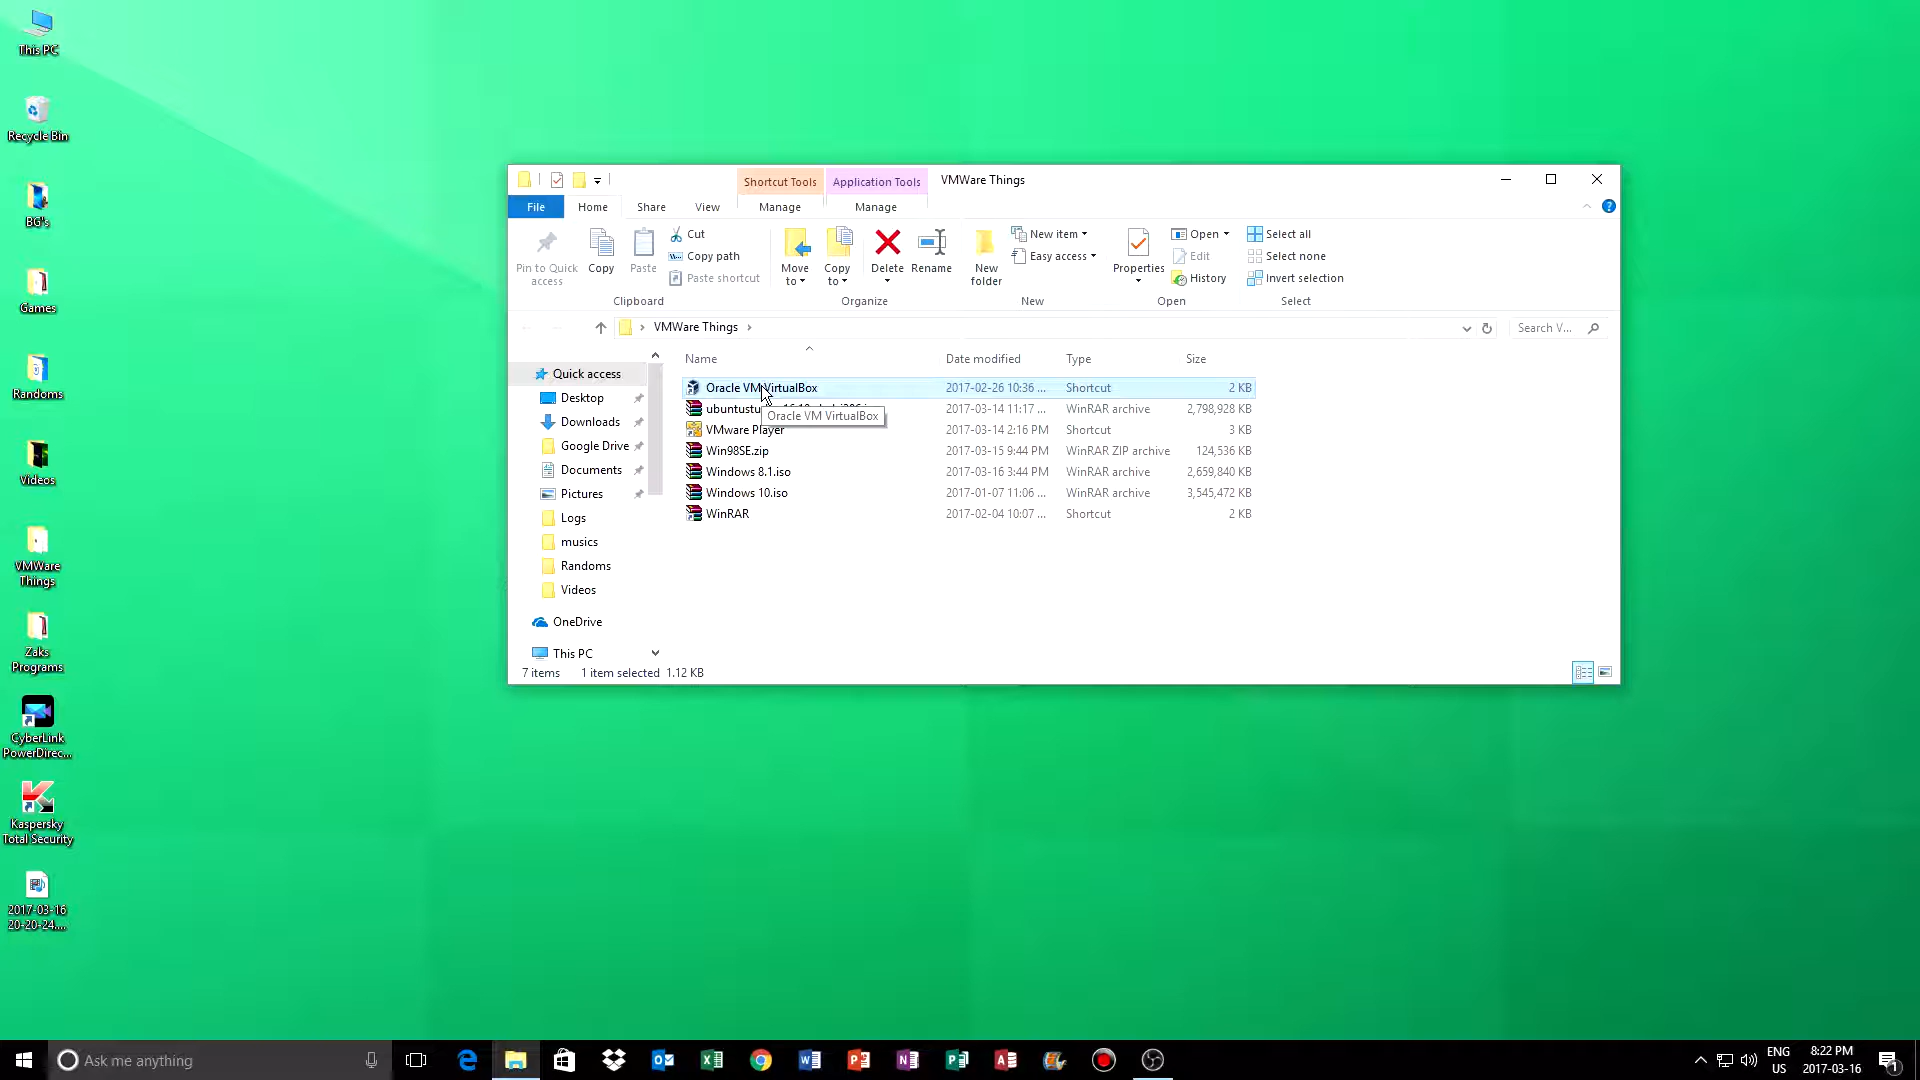 This PC
Recycle Bin
BG's
Games
Randoms
Videos
VMWare
Things
Zaks
Programs
CyberLink
PowerDirec...
Kaspersky
Total Security
2017-03-16
20-20-24....
Shortcut Tools
Application Tools
VMWare Things
File
Home
Share
View
Manage
Manage
Pin to Quick
access
Copy
Paste
Cut
Copy path
Paste shortcut
Clipboard
Move
to
Copy
to
Delete
Rename
Organize
New
folder
New item
Easy access
New
Properties
Open
Edit
History
Open
Select all
Select none
Invert selection
Select
VMWare Things
Search V...
Quick access
Desktop
Downloads
Google Drive
Documents
Pictures
Logs
musics
Randoms
Videos
OneDrive
This PC
Name Date modified Type Size
Oracle VM VirtualBox 2017-02-26 10:36 ... Shortcut 2 KB
2017-03-14 11:17 ... WinRAR archive 2,798,928 KB
Oracle VM VirtualBox
VMware Player 2017-03-14 2:16 PM Shortcut 3 KB
Win98SE.zip 2017-03-15 9:44 PM WinRAR ZIP archive 124,536 KB
Windows 8.1.iso 2017-03-16 3:44 PM WinRAR archive 2,659,840 KB
Windows 10.iso 2017-01-07 11:06 ... WinRAR archive 3,545,472 KB
WinRAR 2017-02-04 10:07 ... Shortcut 2 KB
7 items 1 item selected 1.12 KB
Ask me anything
ENG
US
8:22 PM
2017-03-16
1